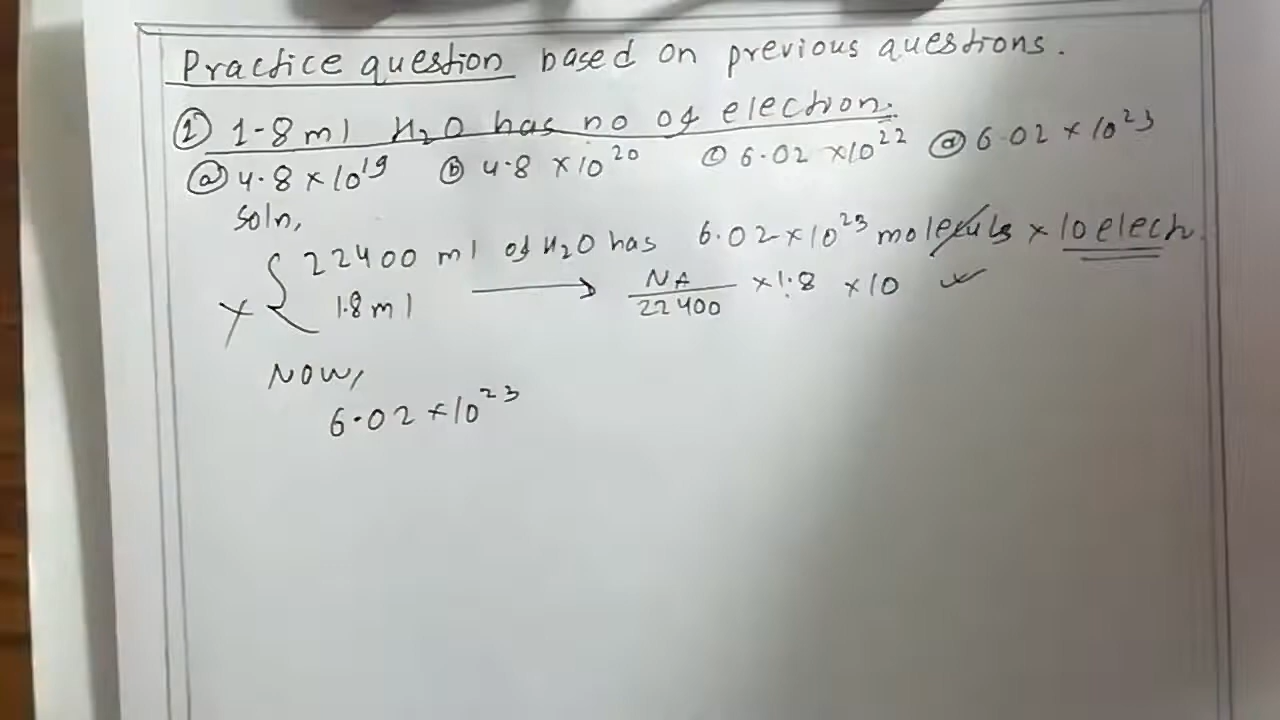 Practice question based on previous questions.
① 1.8 ml H₂O has no of election.
ⓐ 4.8 × 10¹⁹ ⓑ 4.8 × 10²⁰ ⓒ 6.02 × 10²² ⓓ 6.02 × 10²³
Soln,
22400 ml of H₂O has 6.02 × 10²³ molecules × 10 elech
× { 1.8 ml → NA/22400 × 1.8 × 10 ✓
Now,
6.02 × 10²³